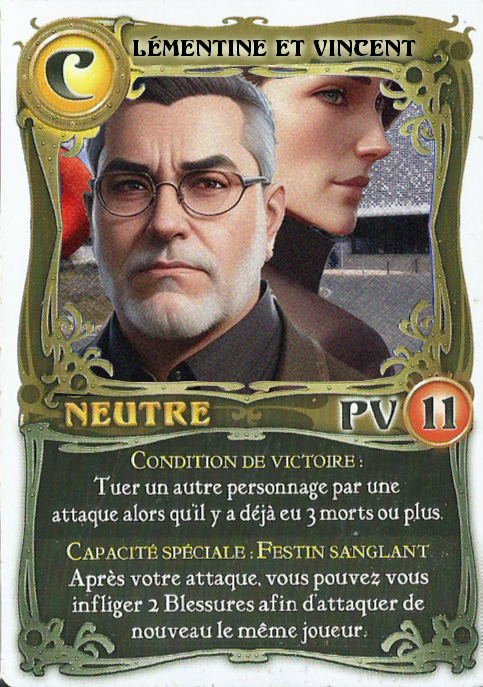 CLÉMENTINE ET VINCENT
NEUTRE PV 11
CONDITION DE VICTOIRE :
Tuer un autre personnage par une
attaque alors qu'il y a déjà eu 3 morts ou plus.
CAPACITÉ SPÉCIALE : FESTIN SANGLANT
Après votre attaque, vous pouvez vous
infliger 2 Blessures afin d'attaquer de
nouveau le même joueur.